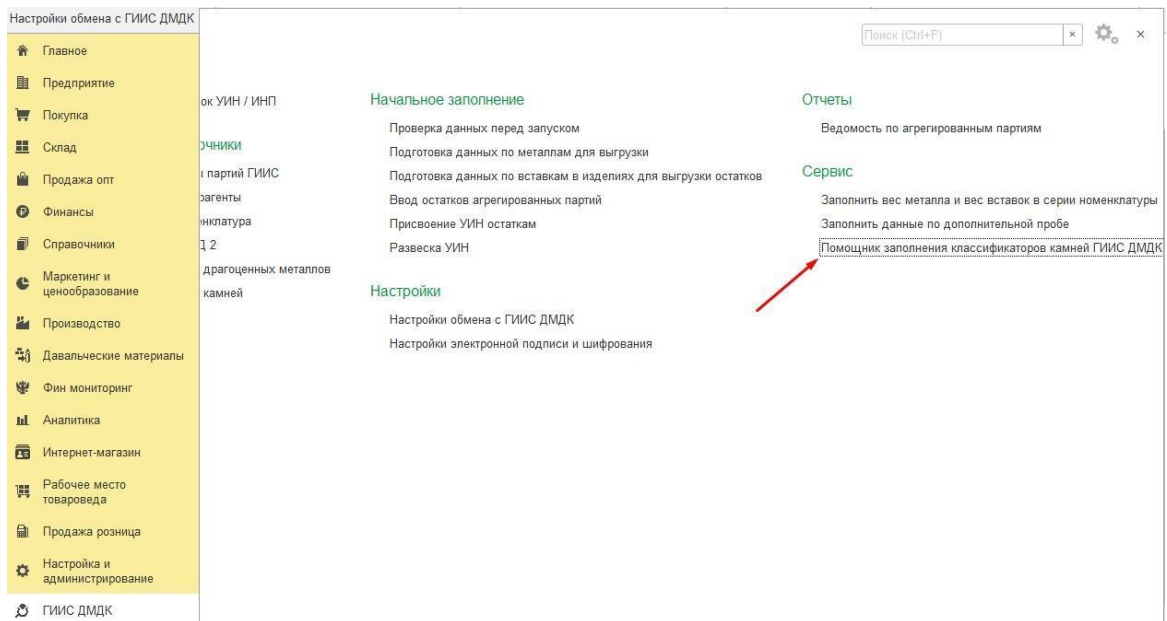 Настройки обмена с ГИИС ДМДК
Главное
Предприятие
Покупка
Склад
Продажа опт
Финансы
Справочники
Маркетинг и
ценообразование
Производство
Давальческие материалы
Фин мониторинг
Аналитика
Интернет-магазин
Рабочее место
товароведа
Продажа розница
Настройка и
администрирование
ГИИС ДМДК
Поиск (Ctrl+F)
ок УИН / ИНП
очники
партий ГИИС
рагенты
енклатура
Д 2
драгоценных металлов
камней
Начальное заполнение
Проверка данных перед запуском
Подготовка данных по металлам для выгрузки
Подготовка данных по вставкам в изделиях для выгрузки остатков
Ввод остатков агрегированных партий
Присвоение УИН остаткам
Развеска УИН
Настройки
Настройки обмена с ГИИС ДМДК
Настройки электронной подписи и шифрования
Отчеты
Ведомость по агрегированным партиям
Сервис
Заполнить вес металла и вес вставок в серии номенклатуры
Заполнить данные по дополнительной пробе
Помощник заполнения классификаторов камней ГИИС ДМДК